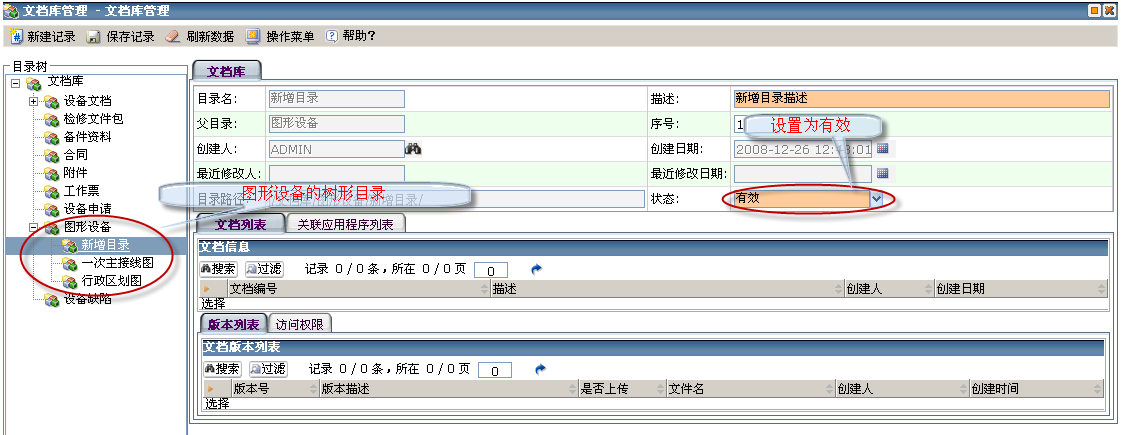 文档库管理 - 文档库管理
新建记录 保存记录 刷新数据 操作菜单 帮助?
目录树
文档库
设备文档
检修文件包
备件资料
合同
附件
工作票
设备申请
图形设备
新增目录
一次主接线图
行政区划图
设备缺陷
图形设备的树形目录
文档库
目录名: 新增目录 描述: 新增目录描述
父目录: 图形设备 序号: 1
设置为有效
创建人: ADMIN 创建日期: 2008-12-26 12:48:01
最近修改人: 最近修改日期:
目录路径: /文档库/图形设备/新增目录/ 状态: 有效
文档列表 关联应用程序列表
文档信息
搜索 过滤 记录 0 / 0 条,所在 0 / 0 页 0
文档编号 描述 创建人 创建日期
选择
版本列表 访问权限
文档版本列表
搜索 过滤 记录 0 / 0 条,所在 0 / 0 页 0
版本号 版本描述 是否上传 文件名 创建人 创建时间
选择